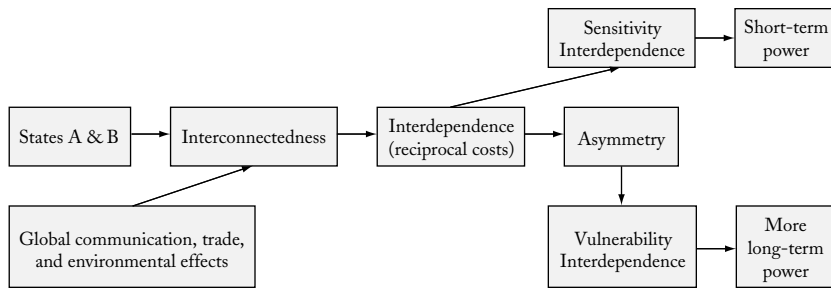 Sensitivity
Interdependence
Short-term
power
States A & B
Interconnectedness
Interdependence
(reciprocal costs)
Asymmetry
Global communication, trade,
and environmental effects
Vulnerability
Interdependence
More
long-term
power